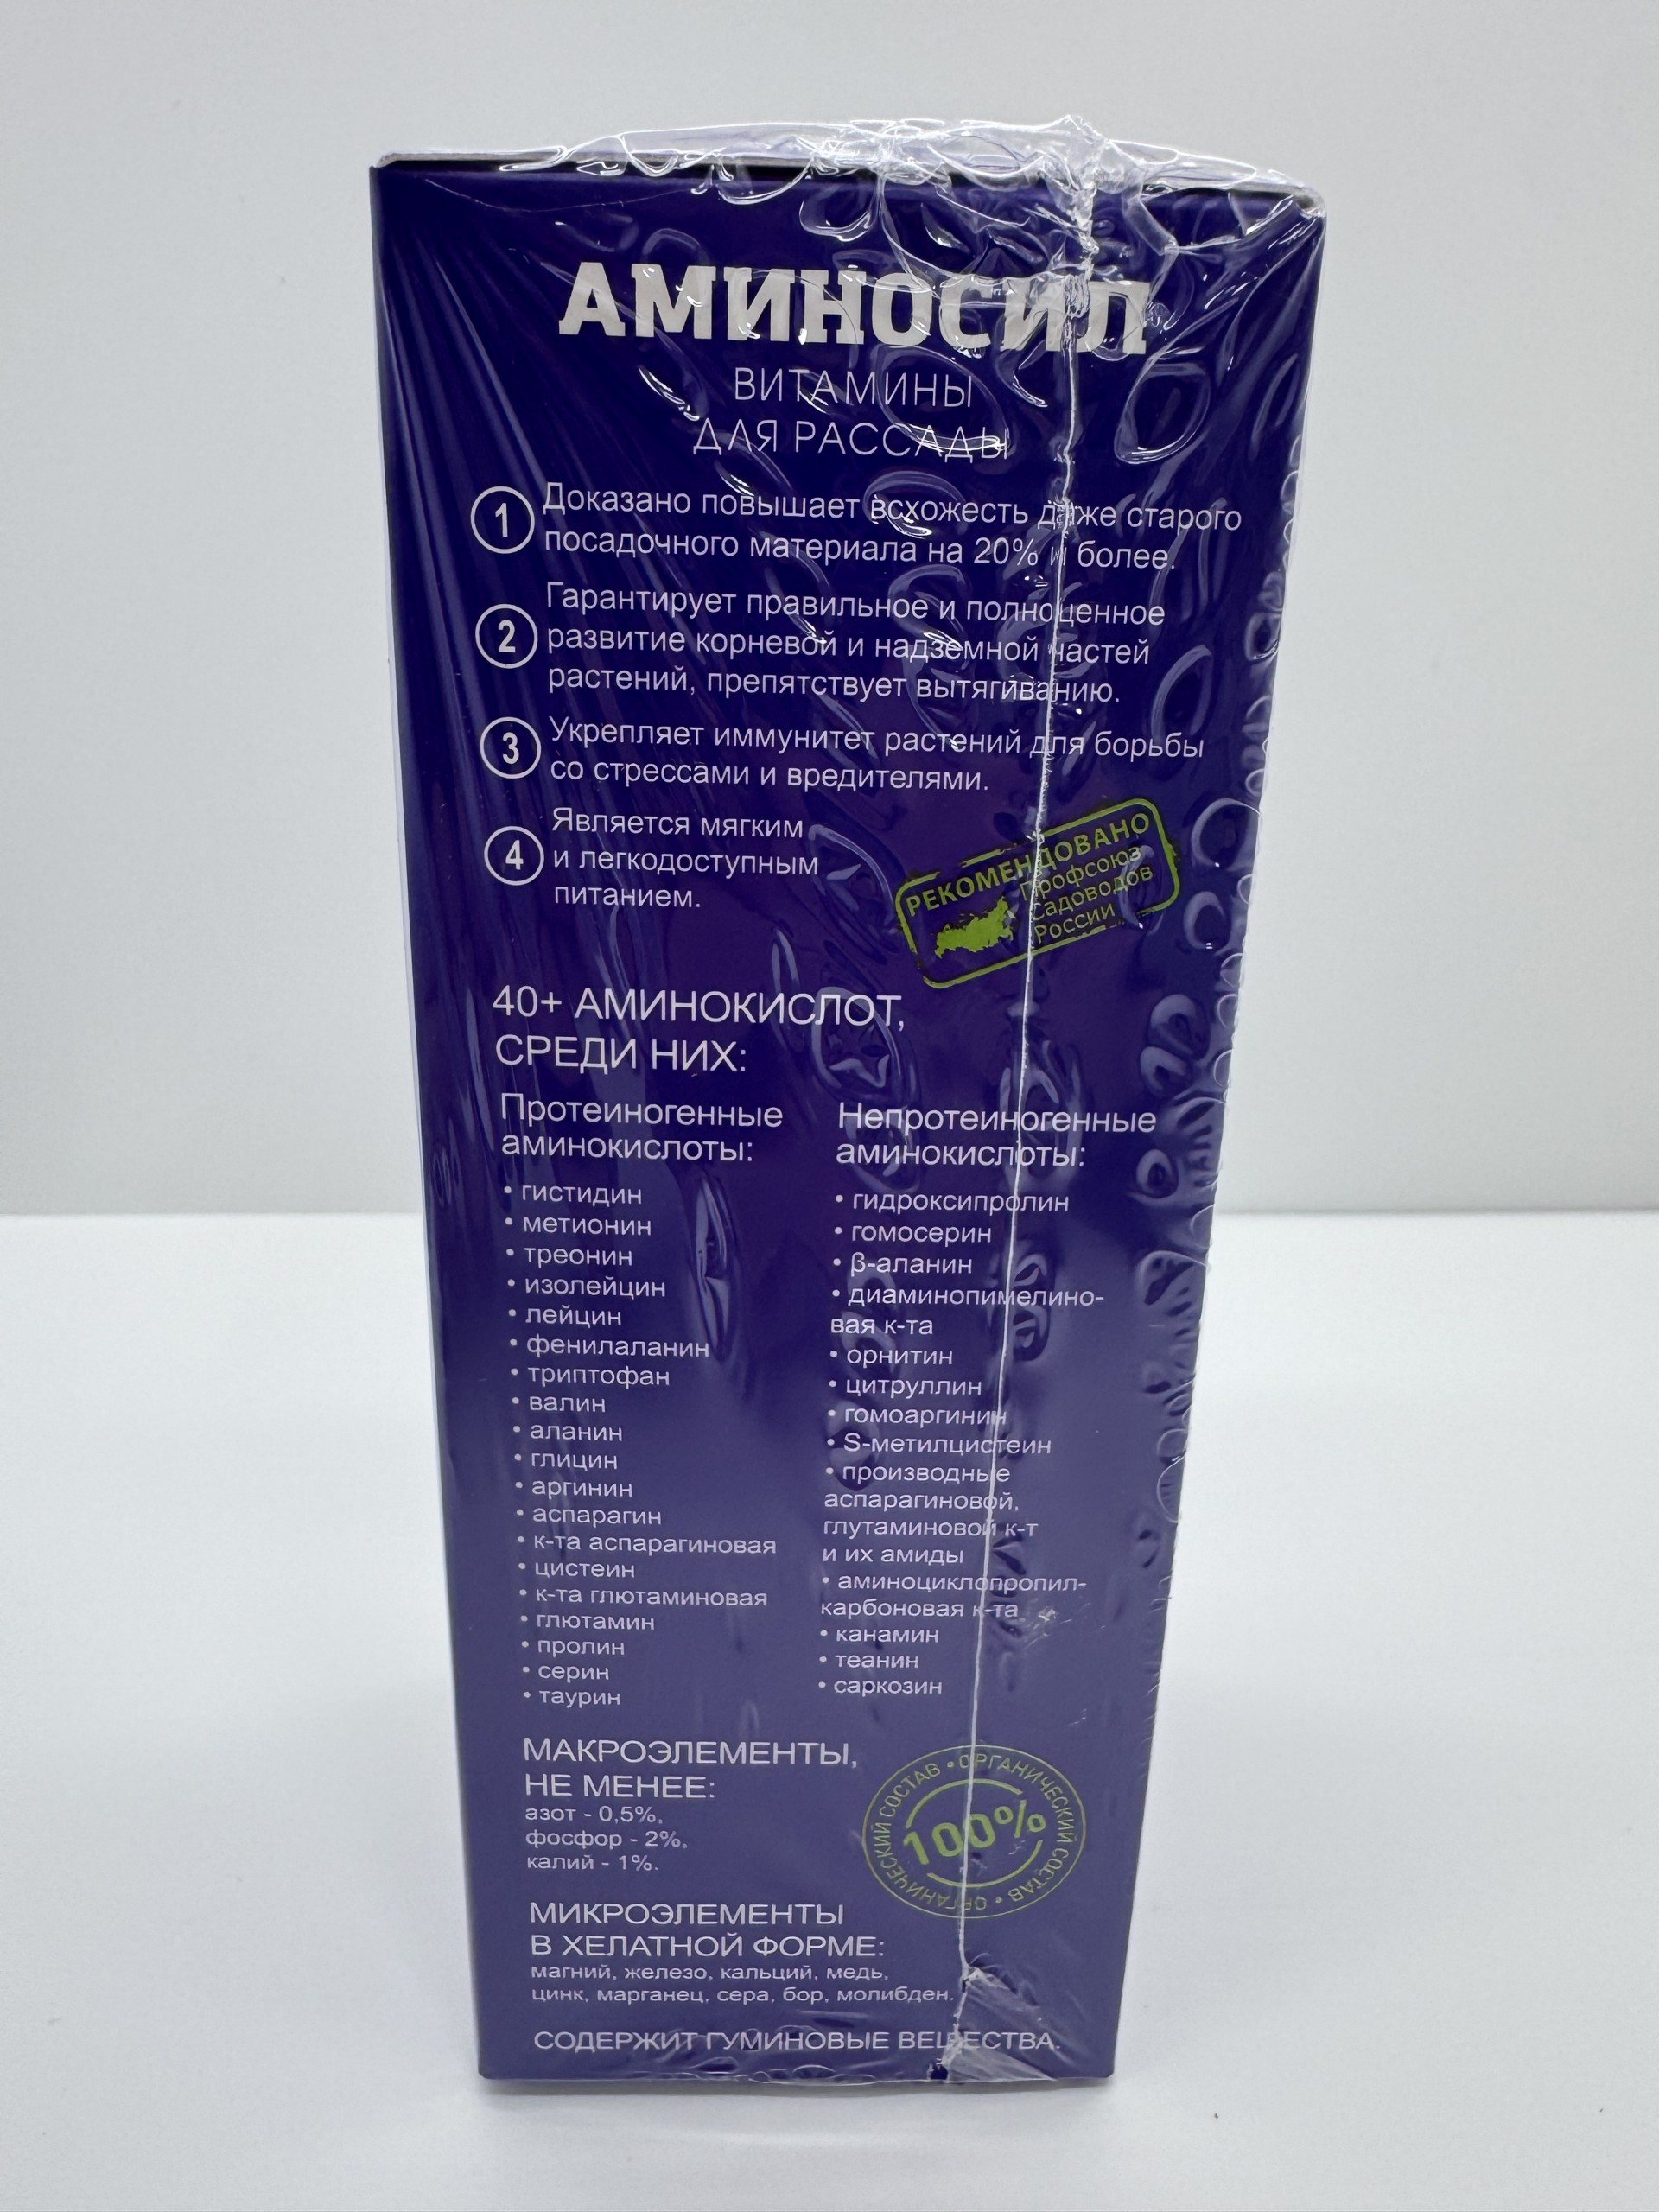 АМИНОСИЛ
ВИТАМИНЫ
ДЛЯ РАССАДЫ
1 Доказано повышает всхожесть даже старого
посадочного материала на 20% и более.
2 Гарантирует правильное и полноценное
развитие корневой и надземной частей
растений, препятствует вытягиванию.
3 Укрепляет иммунитет растений для борьбы
со стрессами и вредителями.
4 Является мягким
и легкодоступным
питанием.
РЕКОМЕНДОВАНО
Профсоюз
Садоводов
России
40+ АМИНОКИСЛОТ,
СРЕДИ НИХ:
Протеиногенные
аминокислоты:
• гистидин
• метионин
• треонин
• изолейцин
• лейцин
• фенилаланин
• триптофан
• валин
• аланин
• глицин
• аргинин
• аспарагин
• к-та аспарагиновая
• цистеин
• к-та глютаминовая
• глютамин
• пролин
• серин
• таурин
Непротеиногенные
аминокислоты:
• гидроксипролин
• гомосерин
• β-аланин
• диаминопимелино-
вая к-та
• орнитин
• цитруллин
• гомоаргинин
• S-метилцистеин
• производные
аспарагиновой,
глутаминовой к-т
и их амиды
• аминоциклопропил-
карбоновая к-та
• канамин
• теанин
• саркозин
МАКРОЭЛЕМЕНТЫ,
НЕ МЕНЕЕ:
азот - 0,5%,
фосфор - 2%,
калий - 1%.
ОРГАНИЧЕСКИЙ СОСТАВ • ОРГАНИЧЕСКИЙ СОСТАВ •
100%
МИКРОЭЛЕМЕНТЫ
В ХЕЛАТНОЙ ФОРМЕ:
магний, железо, кальций, медь,
цинк, марганец, сера, бор, молибден.
СОДЕРЖИТ ГУМИНОВЫЕ ВЕЩЕСТВА.